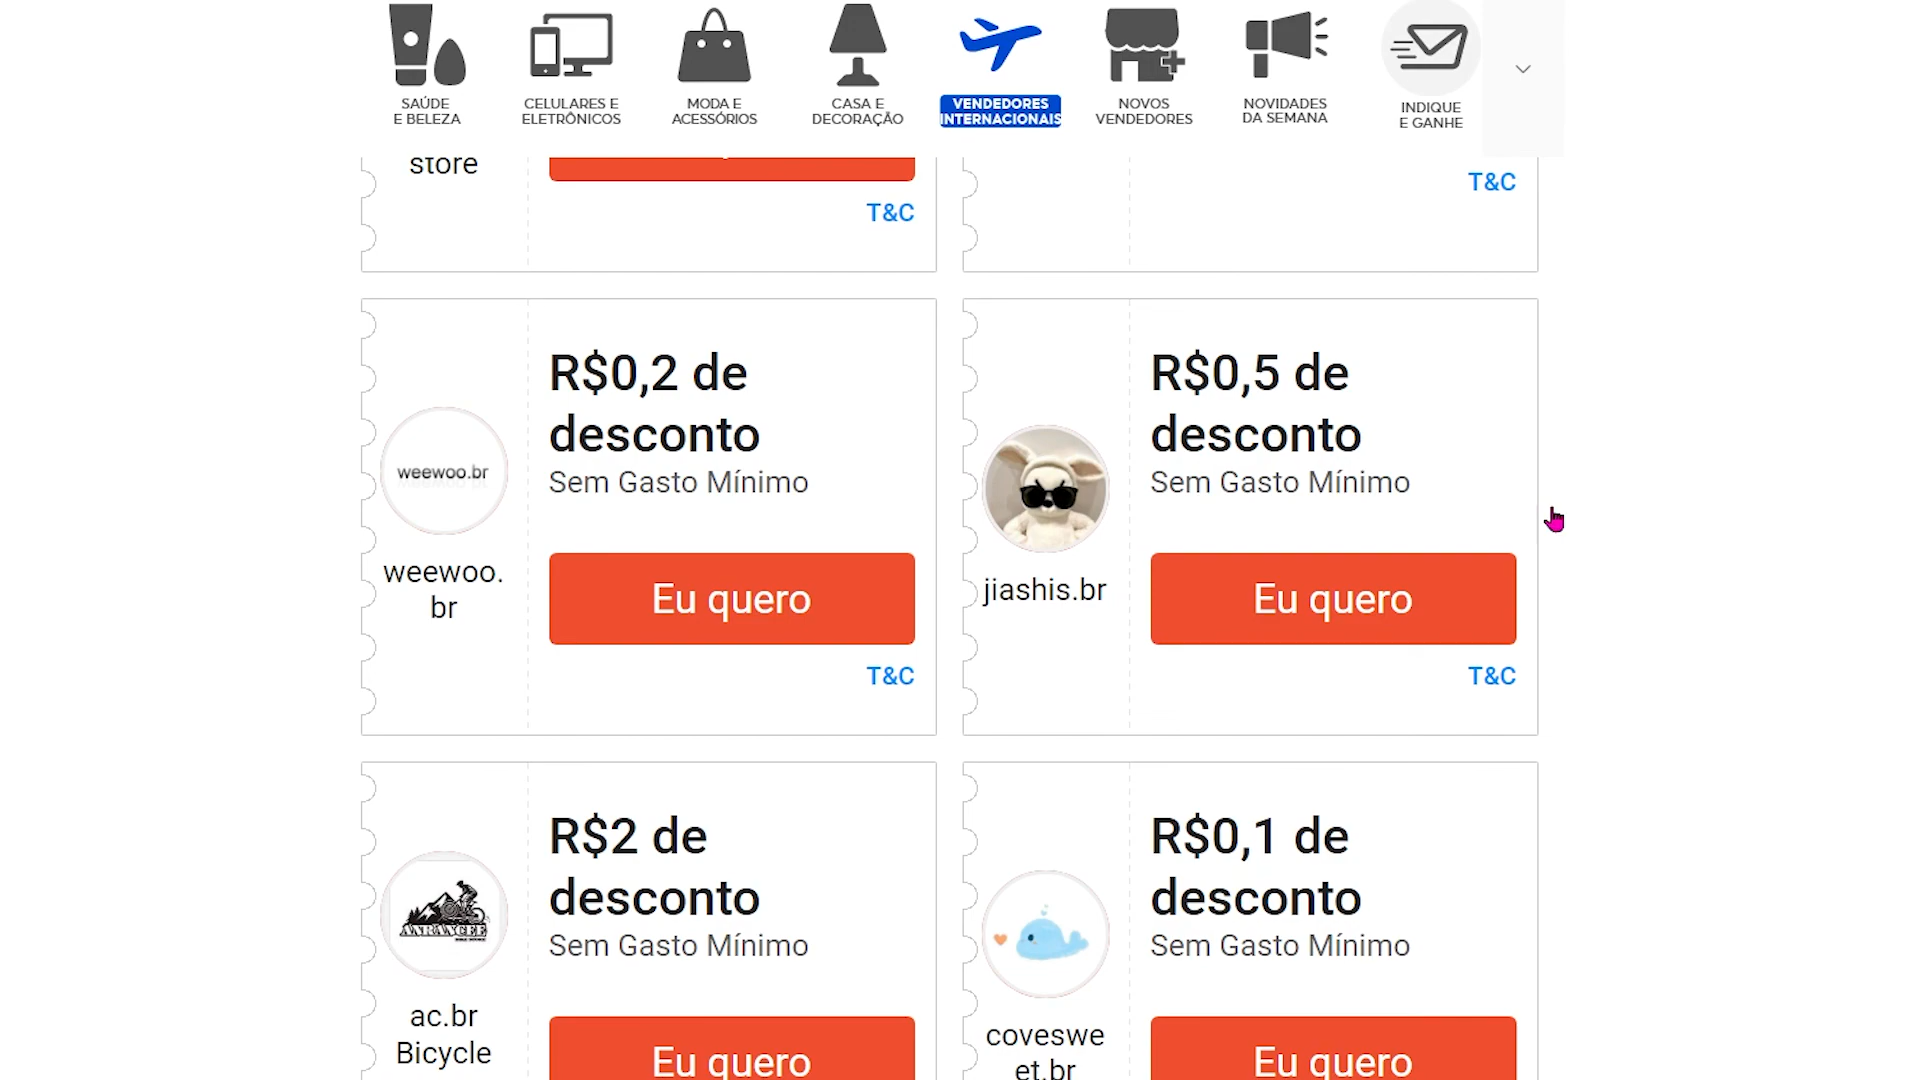 SAÚDE
E BELEZA
CELULARES E
ELETRÔNICOS
MODA E
ACESSÓRIOS
CASA E
DECORAÇÃO
VENDEDORES
INTERNACIONAIS
NOVOS
VENDEDORES
NOVIDADES
DA SEMANA
INDIQUE
E GANHE
store
T&C
T&C
R$0,2 de
desconto
Sem Gasto Mínimo
weewoo.br
weewoo.
br
Eu quero
T&C
R$0,5 de
desconto
Sem Gasto Mínimo
jiashis.br
Eu quero
T&C
R$2 de
desconto
Sem Gasto Mínimo
ac.br
Bicycle
Eu quero
R$0,1 de
desconto
Sem Gasto Mínimo
coveswe
et.br
Eu quero